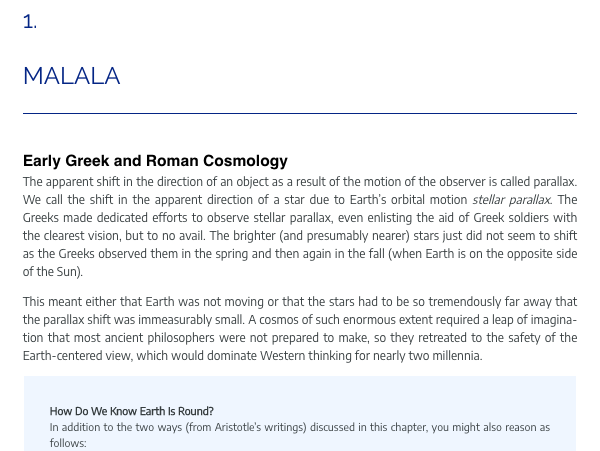 1.
MALALA
Early Greek and Roman Cosmology
The apparent shift in the direction of an object as a result of the motion of the observer is called parallax.
We call the shift in the apparent direction of a star due to Earth's orbital motion stellar parallax. The
Greeks made dedicated efforts to observe stellar parallax, even enlisting the aid of Greek soldiers with
the clearest vision, but to no avail. The brighter (and presumably nearer) stars just did not seem to shift
as the Greeks observed them in the spring and then again in the fall (when Earth is on the opposite side
of the Sun).
This meant either that Earth was not moving or that the stars had to be so tremendously far away that
the parallax shift was immeasurably small. A cosmos of such enormous extent required a leap of imagina-
tion that most ancient philosophers were not prepared to make, so they retreated to the safety of the
Earth-centered view, which would dominate Western thinking for nearly two millennia.
How Do We Know Earth Is Round?
In addition to the two ways (from Aristotle's writings) discussed in this chapter, you might also reason as
follows: